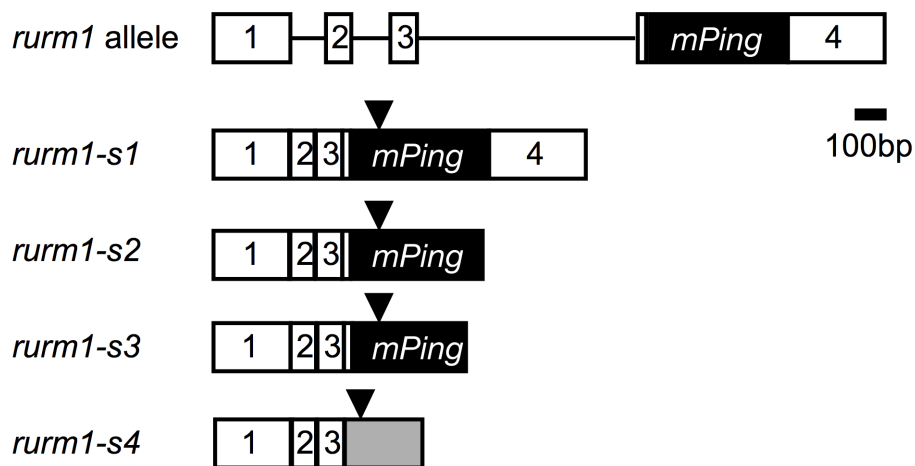 rurm1 allele 1 2 3 mPing 4
100bp
rurm1-s1 1 2 3 mPing 4
rurm1-s2 1 2 3 mPing
rurm1-s3 1 2 3 mPing
rurm1-s4 1 2 3